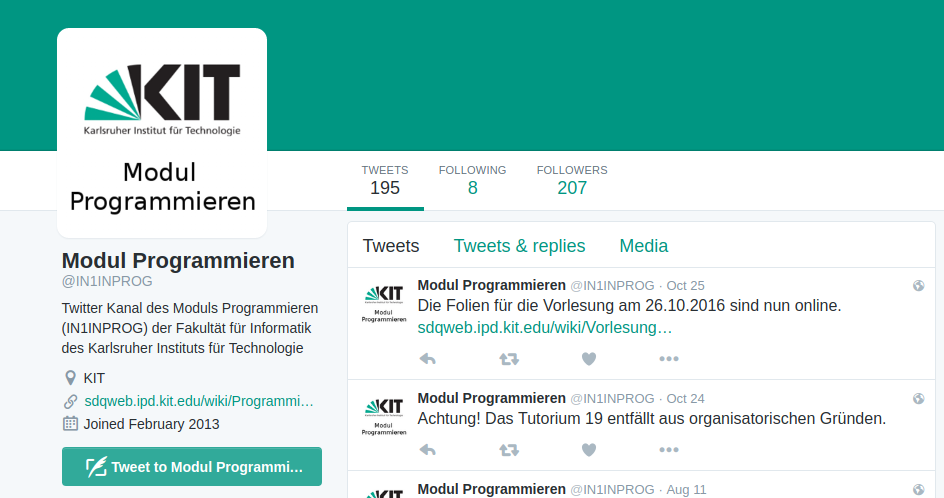 KIT
Karlsruher Institut für Technologie
Modul
Programmieren
TWEETS
195
FOLLOWING
8
FOLLOWERS
207
Modul Programmieren
@IN1INPROG
Twitter Kanal des Moduls Programmieren
(IN1INPROG) der Fakultät für Informatik
des Karlsruher Instituts für Technologie
KIT
sdqweb.ipd.kit.edu/wiki/Programmi…
Joined February 2013
Tweet to Modul Programmi…
Tweets
Tweets & replies
Media
KIT
Modul
Programmieren
Modul Programmieren @IN1INPROG · Oct 25
Die Folien für die Vorlesung am 26.10.2016 sind nun online.
sdqweb.ipd.kit.edu/wiki/Vorlesung…
KIT
Modul
Programmieren
Modul Programmieren @IN1INPROG · Oct 24
Achtung! Das Tutorium 19 entfällt aus organisatorischen Gründen.
KIT
Modul Programmieren @IN1INPROG · Aug 11